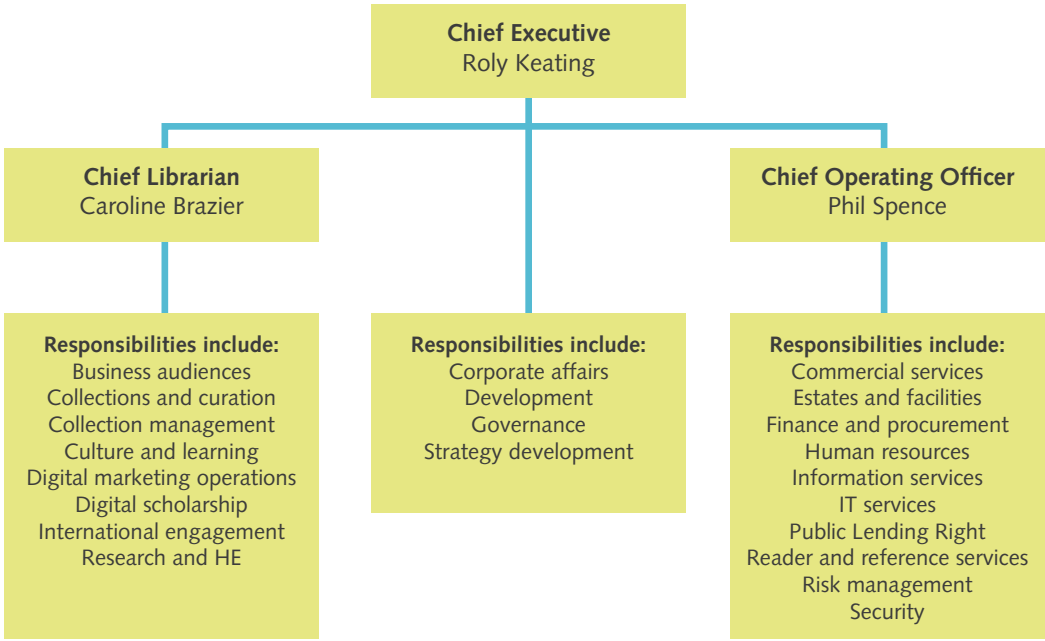 Chief Executive
Roly Keating
Chief Librarian
Caroline Brazier
Chief Operating Officer
Phil Spence
Responsibilities include:
Business audiences
Collections and curation
Collection management
Culture and learning
Digital marketing operations
Digital scholarship
International engagement
Research and HE
Responsibilities include:
Corporate affairs
Development
Governance
Strategy development
Responsibilities include:
Commercial services
Estates and facilities
Finance and procurement
Human resources
Information services
IT services
Public Lending Right
Reader and reference services
Risk management
Security